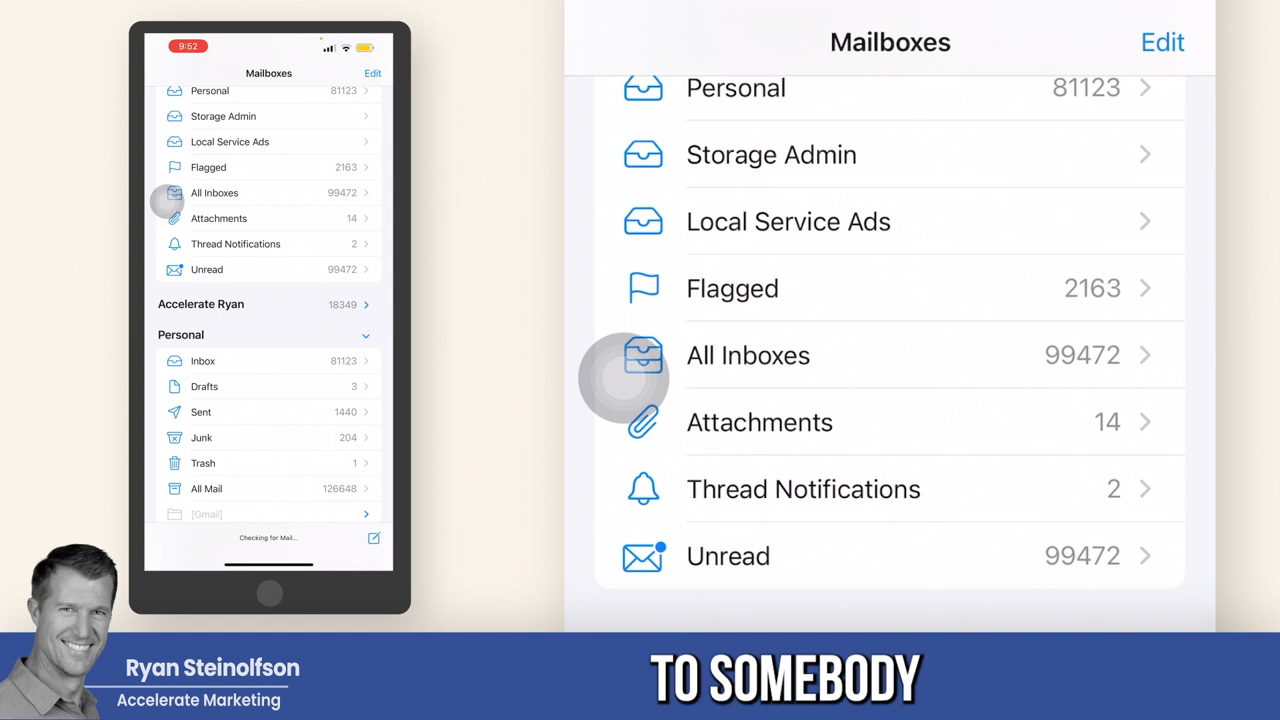 9:52
Mailboxes Edit
Personal 81123
Storage Admin
Local Service Ads
Flagged 2163
All Inboxes 99472
Attachments 14
Thread Notifications 2
Unread 99472
Accelerate Ryan 18349
Personal
Inbox 81123
Drafts 3
Sent 1440
Junk 204
Trash 1
All Mail 126648
[Gmail]
Checking for Mail...
Mailboxes Edit
Personal 81123
Storage Admin
Local Service Ads
Flagged 2163
All Inboxes 99472
Attachments 14
Thread Notifications 2
Unread 99472
Ryan Steinolfson
Accelerate Marketing
TO SOMEBODY